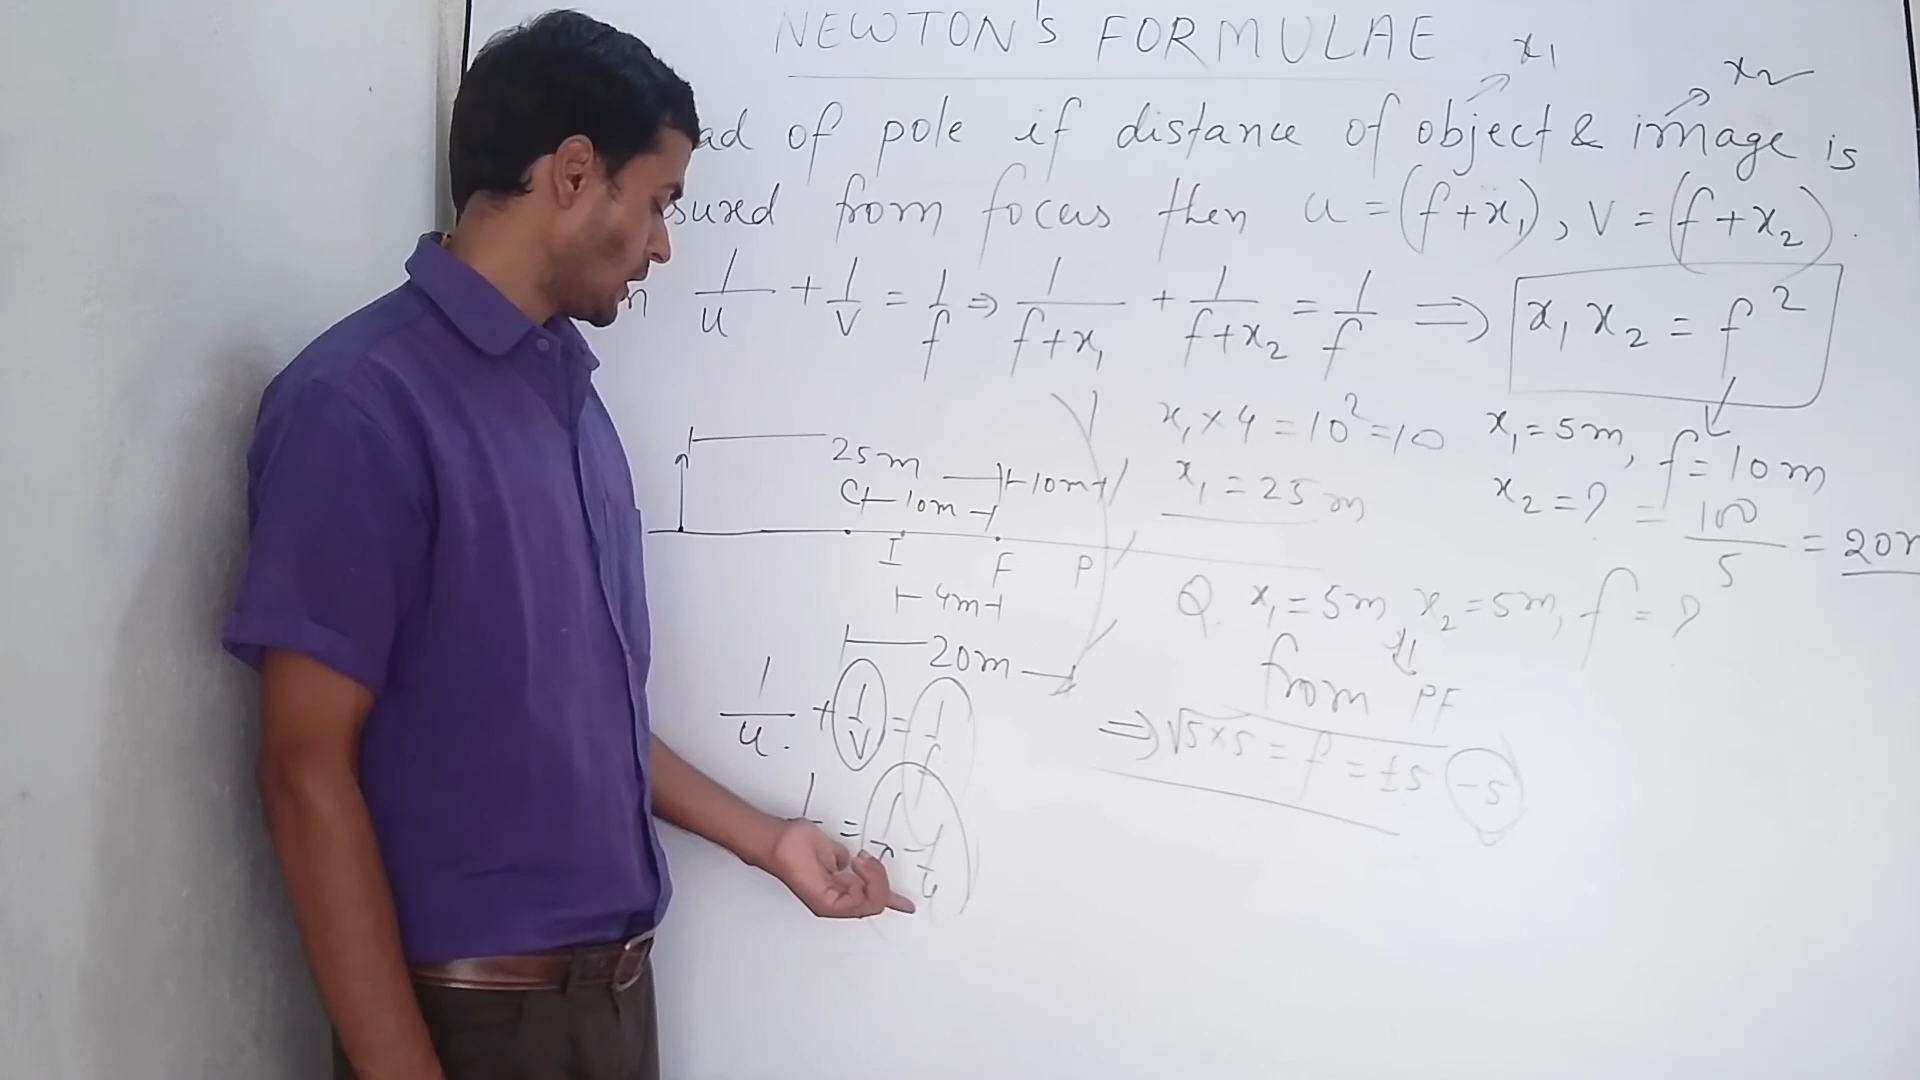 NEWTON'S FORMULAE
x₁
x₂
ad of pole if distance of object & image is
sured from focus then u = (f+x₁), v = (f+x₂).
n 1/u + 1/v = 1/f ⇒ 1/(f+x₁) + 1/(f+x₂) = 1/f ⟹ x₁x₂ = f²
x₁ × 4 = 10² = 10
x₁ = 25 m
x₁ = 5m, f = 10m
x₂ = ? = 100/5 = 20
25m
10m
C 10m
I F P
4m
20m
Q x₁ = 5m, x₂ = 5m, f = ?
from PF
⇒ √5×5 = f = ±5 -5
1/u + 1/v = 1/f